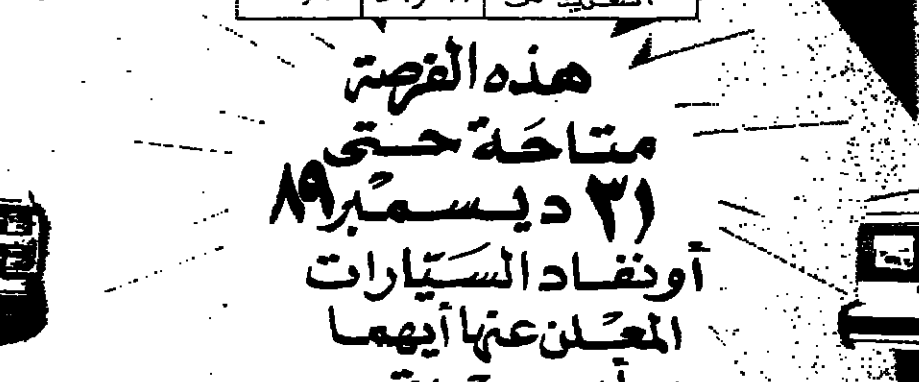 هذه الفرصة
متاحة حتى
٣١ ديسمبر ٨٩
أو نفاد السيارات
المعلن عنها أيهما